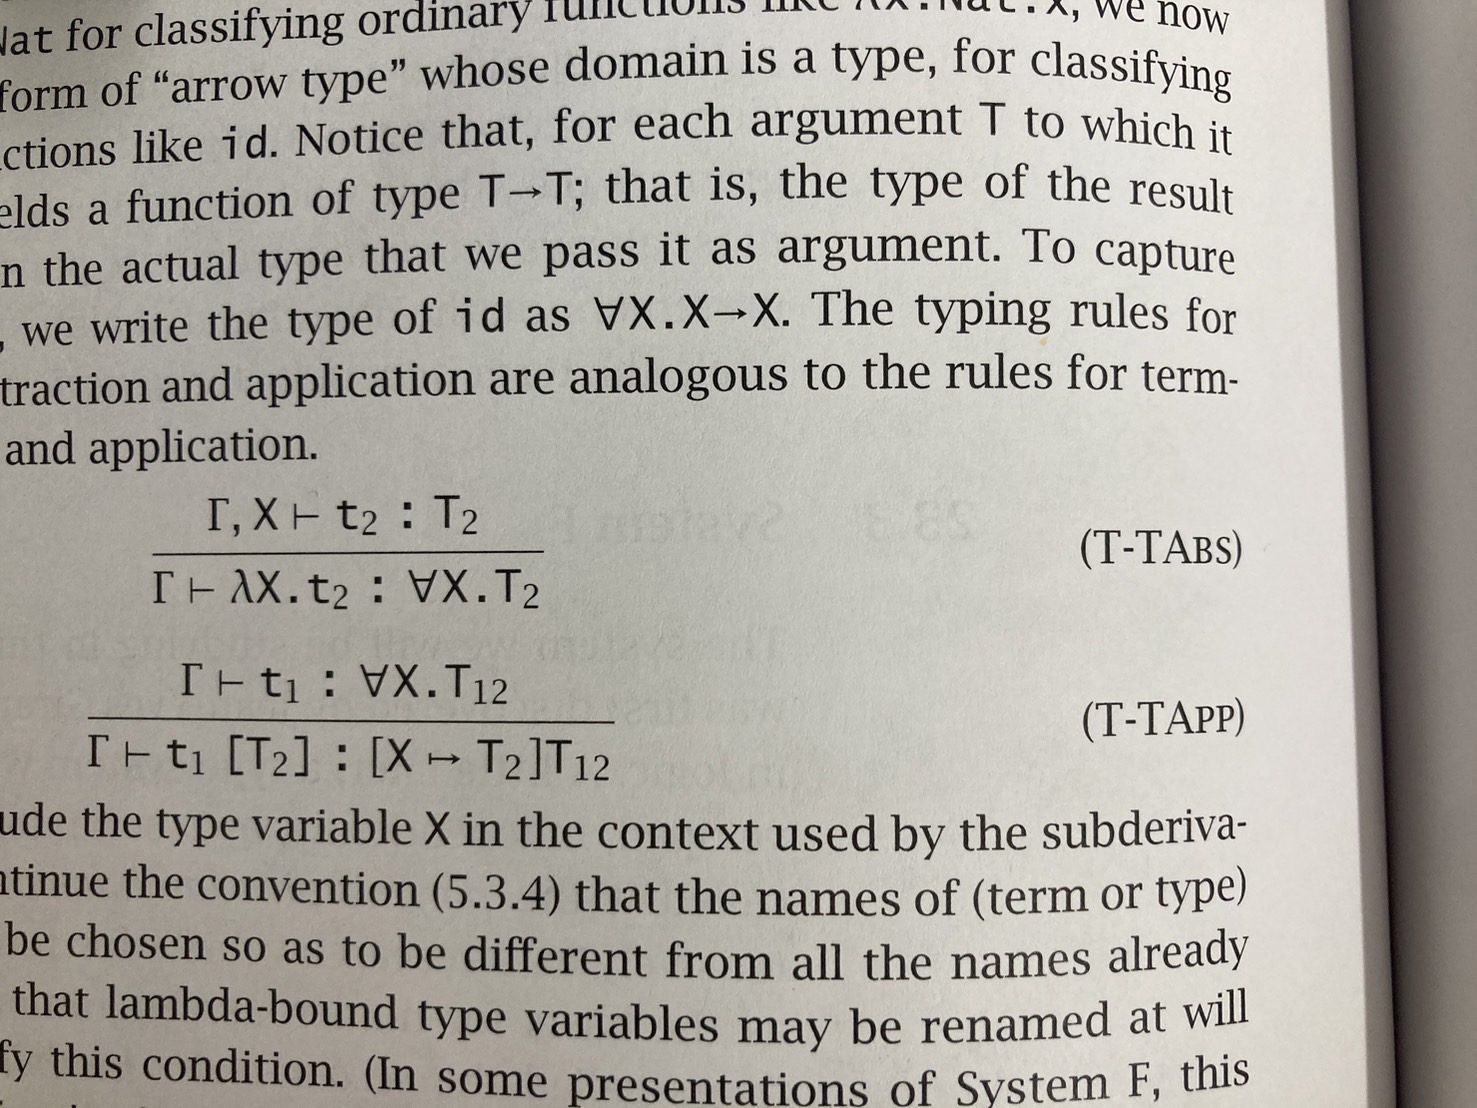 Nat for classifying ordinary functions like λx:Nat.x, we now
form of “arrow type” whose domain is a type, for classifying
ctions like id. Notice that, for each argument T to which it
elds a function of type T→T; that is, the type of the result
n the actual type that we pass it as argument. To capture
, we write the type of id as ∀X.X→X. The typing rules for
traction and application are analogous to the rules for term-
and application.
Γ, X ⊢ t₂ : T₂
(T-TABS)
Γ ⊢ λX.t₂ : ∀X.T₂
Γ ⊢ t₁ : ∀X.T₁₂
(T-TAPP)
Γ ⊢ t₁ [T₂] : [X ↦ T₂]T₁₂
ude the type variable X in the context used by the subderiva-
ntinue the convention (5.3.4) that the names of (term or type)
be chosen so as to be different from all the names already
that lambda-bound type variables may be renamed at will
fy this condition. (In some presentations of System F, this